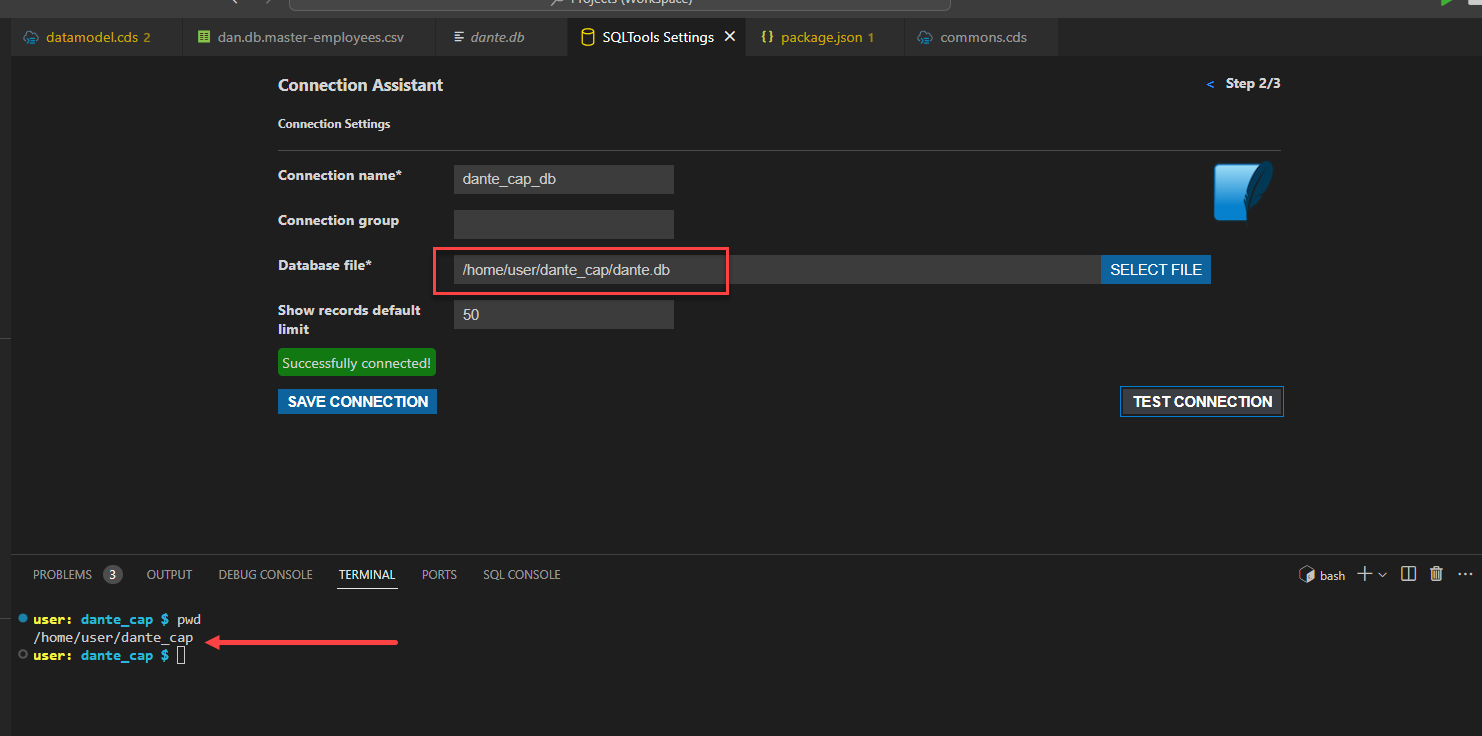 Projects (Workspace)
datamodel.cds 2
dan.db.master-employees.csv
dante.db
SQLTools Settings
package.json 1
commons.cds
Connection Assistant
< Step 2/3
Connection Settings
Connection name* dante_cap_db
Connection group
Database file* /home/user/dante_cap/dante.db SELECT FILE
Show records default
limit
50
Successfully connected!
SAVE CONNECTION TEST CONNECTION
PROBLEMS 3 OUTPUT DEBUG CONSOLE TERMINAL PORTS SQL CONSOLE bash
user: dante_cap $ pwd
/home/user/dante_cap
user: dante_cap $